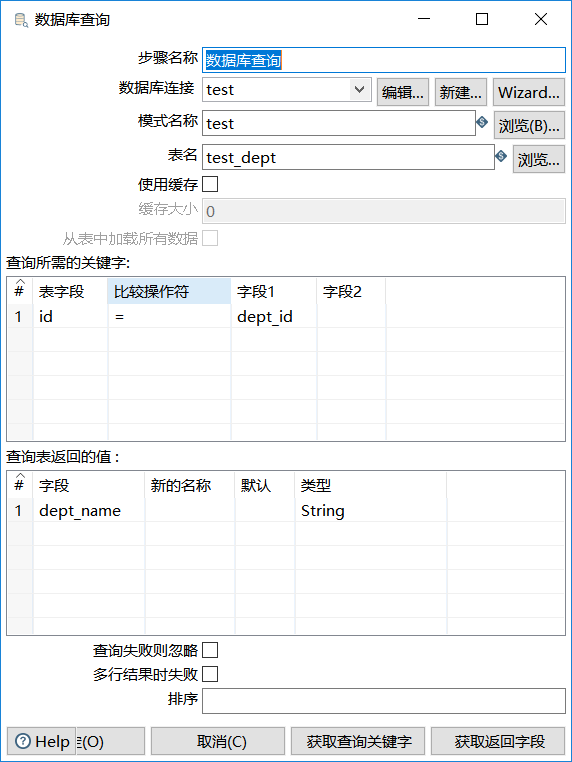 数据库查询
步骤名称 数据库查询
数据库连接 test 编辑... 新建... Wizard...
模式名称 test 浏览(B)...
表名 test_dept 浏览...
使用缓存
缓存大小 0
从表中加载所有数据
查询所需的关键字:
# 表字段 比较操作符 字段1 字段2
1 id = dept_id
查询表返回的值 :
# 字段 新的名称 默认 类型
1 dept_name String
查询失败则忽略
多行结果时失败
排序
Help (O) 取消(C) 获取查询关键字 获取返回字段